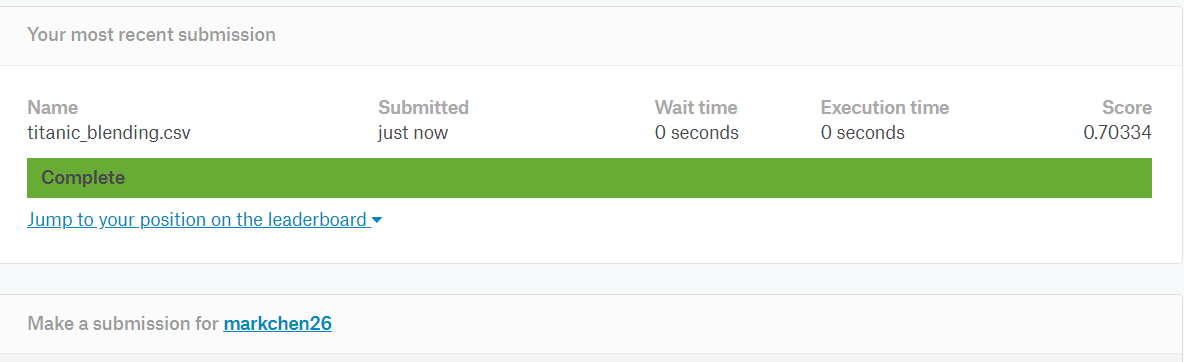 Your most recent submission
Name Submitted Wait time Execution time Score
titanic_blending.csv just now 0 seconds 0 seconds 0.70334
Complete
Jump to your position on the leaderboard
Make a submission for markchen26